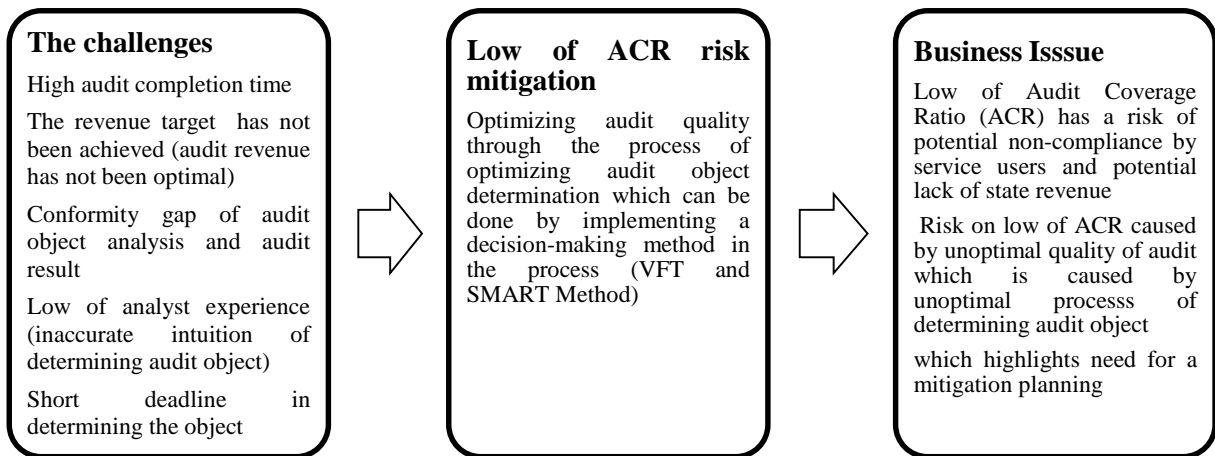 The challenges
High audit completion time
The revenue target has not
been achieved (audit revenue
has not been optimal)
Conformity gap of audit
object analysis and audit
result
Low of analyst experience
(inaccurate intuition of
determining audit object)
Short deadline in
determining the object
Low of ACR risk
mitigation
Optimizing audit quality
through the process of
optimizing audit object
determination which can be
done by implementing a
decision-making method in
the process (VFT and
SMART Method)
Business Isssue
Low of Audit Coverage
Ratio (ACR) has a risk of
potential non-compliance by
service users and potential
lack of state revenue
Risk on low of ACR caused
by unoptimal quality of audit
which is caused by
unoptimal processs of
determining audit object
which highlights need for a
mitigation planning